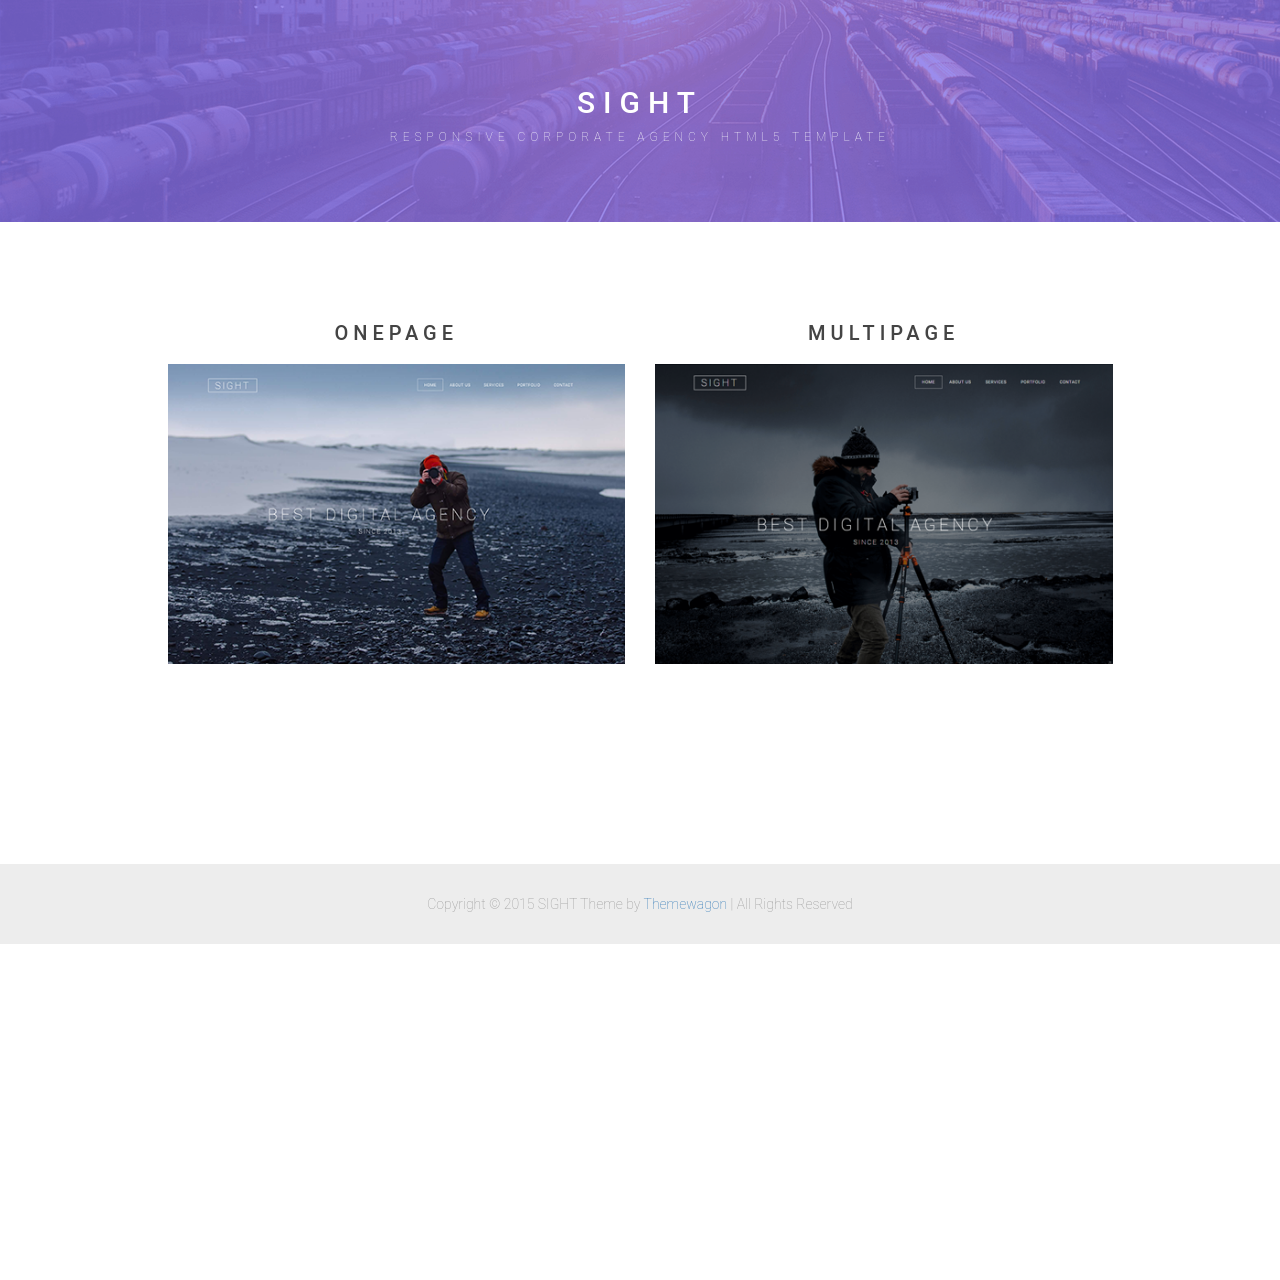 SIGHT
RESPONSIVE CORPORATE AGENCY HTML5 TEMPLATE
ONEPAGE
SIGHT
HOME ABOUT US SERVICES PORTFOLIO CONTACT
BEST DIGITAL AGENCY
SINCE 2013
MULTIPAGE
SIGHT
HOME ABOUT US SERVICES PORTFOLIO CONTACT
BEST DIGITAL AGENCY
SINCE 2013
Copyright © 2015 SIGHT Theme by Themewagon | All Rights Reserved